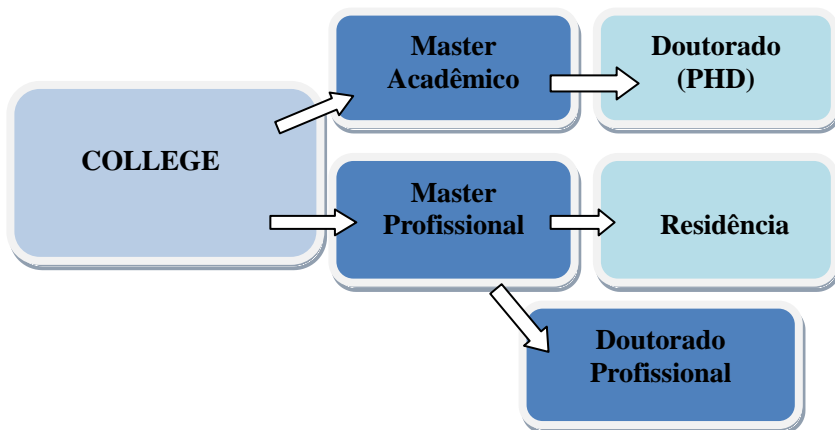 COLLEGE
Master
Acadêmico
Doutorado
(PHD)
Master
Profissional
Residência
Doutorado
Profissional